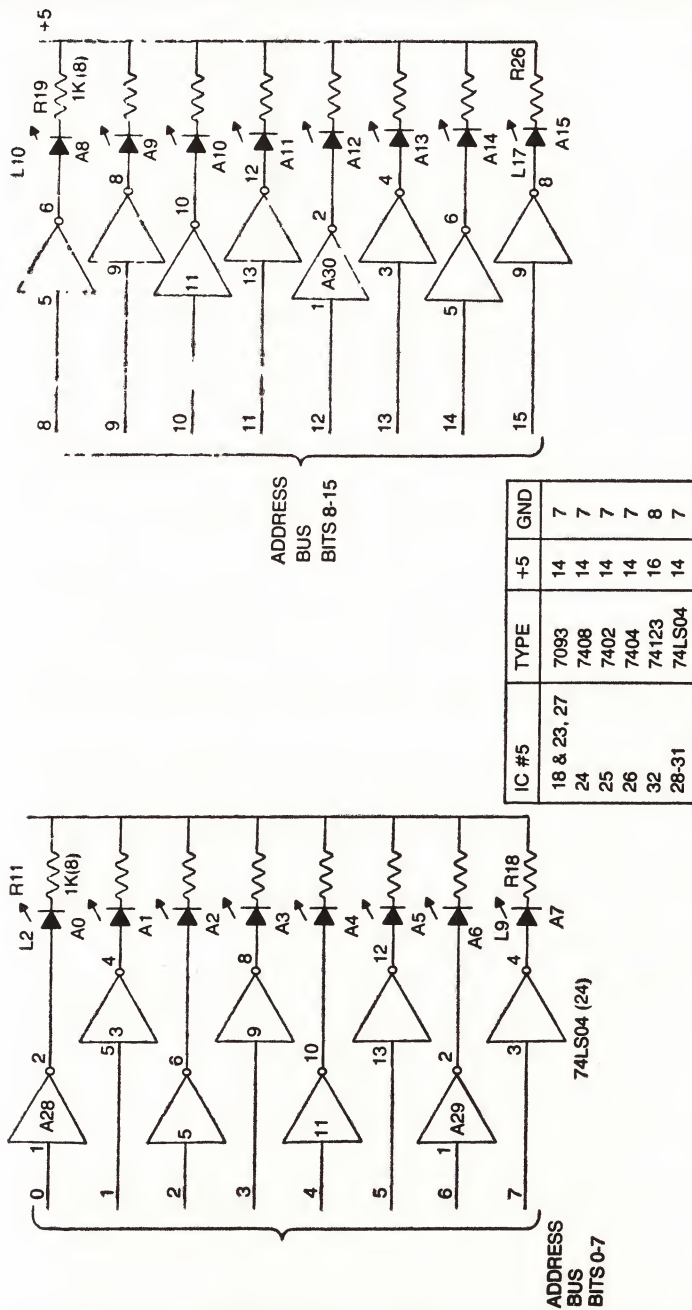 L2
R11
0
1
A28
2
A0
1K(8)
1
5
3
4
A1
2
5
6
A2
3
9
8
A3
4
11
10
A4
5
13
12
A5
6
1
A29
2
A6
7
3
4
L9
R18
A7
74LS04 (24)
ADDRESS
BUS
BITS 0-7
L10
R19
+5
8
5
6
A8
1K(8)
9
9
8
A9
10
11
10
A10
11
13
12
A11
12
1
A30
2
A12
13
3
4
A13
14
5
6
A14
15
9
8
L17
R26
A15
ADDRESS
BUS
BITS 8-15
IC #5 TYPE +5 GND
18 & 23, 27 7093 14 7
24 7408 14 7
25 7402 14 7
26 7404 14 7
32 74123 16 8
28-31 74LS04 14 7